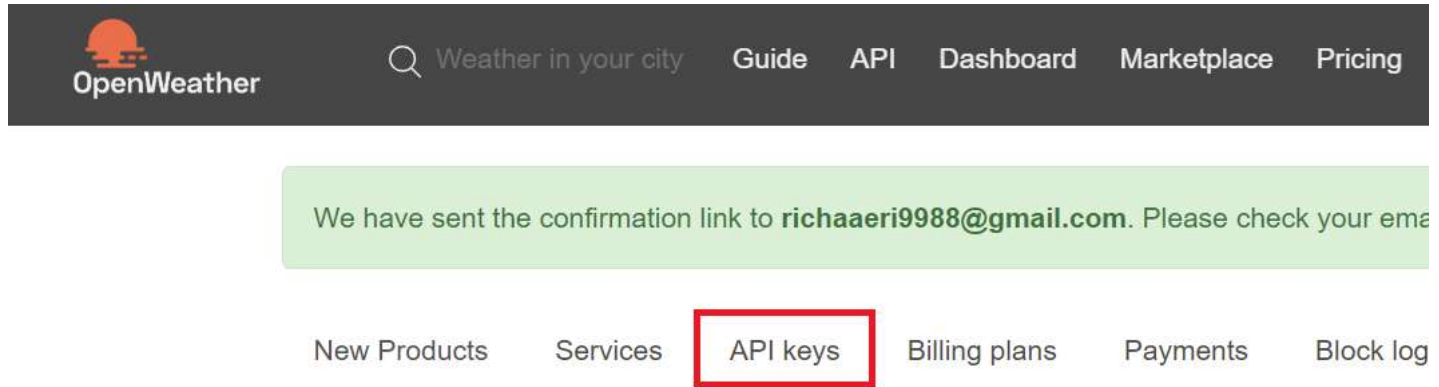 OpenWeather
Weather in your city Guide API Dashboard Marketplace Pricing
We have sent the confirmation link to richaaeri9988@gmail.com. Please check your ema
New Products Services API keys Billing plans Payments Block log